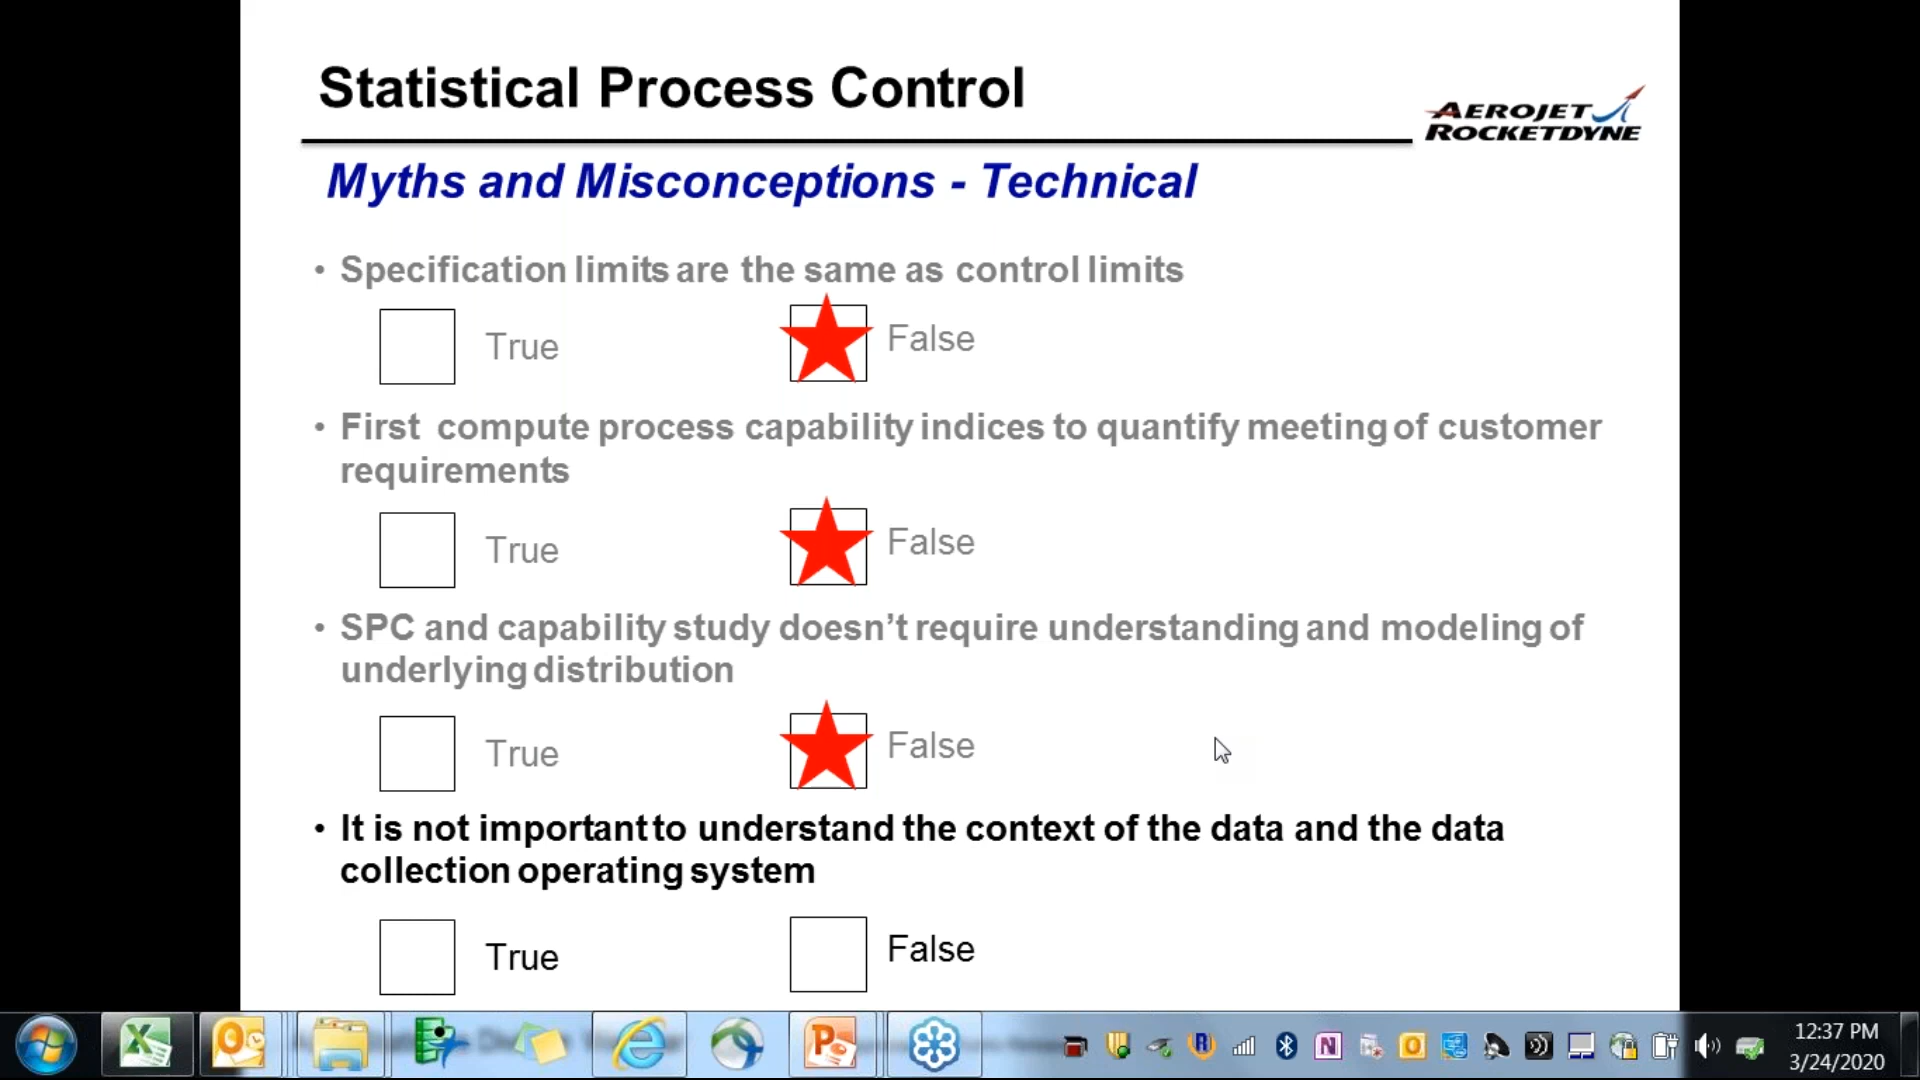 Statistical Process Control
AEROJET
ROCKETDYNE
Myths and Misconceptions - Technical
• Specification limits are the same as control limits
True False
• First compute process capability indices to quantify meeting of customer
requirements
True False
• SPC and capability study doesn't require understanding and modeling of
underlying distribution
True False
• It is not important to understand the context of the data and the data
collection operating system
True False
12:37 PM
3/24/2020